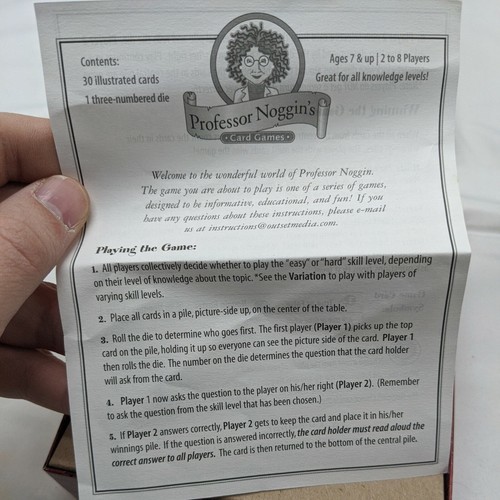 Contents:
30 illustrated cards
1 three-numbered die
Ages 7 & up | 2 to 8 Players
Great for all knowledge levels!
Professor Noggin's
• Card Games •
Welcome to the wonderful world of Professor Noggin.
The game you are about to play is one of a series of games,
designed to be informative, educational, and fun! If you
have any questions about these instructions, please e-mail
us at instructions@outsetmedia.com.
Playing the Game:
1. All players collectively decide whether to play the "easy" or "hard" skill level, depending
on their level of knowledge about the topic. *See the Variation to play with players of
varying skill levels.
2. Place all cards in a pile, picture-side up, on the center of the table.
3. Roll the die to determine who goes first. The first player (Player 1) picks up the top
card on the pile, holding it up so everyone can see the picture side of the card. Player 1
then rolls the die. The number on the die determines the question that the card holder
will ask from the card.
4. Player 1 now asks the question to the player on his/her right (Player 2). (Remember
to ask the question from the skill level that has been chosen.)
5. If Player 2 answers correctly, Player 2 gets to keep the card and place it in his/her
winnings pile. If the question is answered incorrectly, the card holder must read aloud the
correct answer to all players. The card is then returned to the bottom of the central pile.